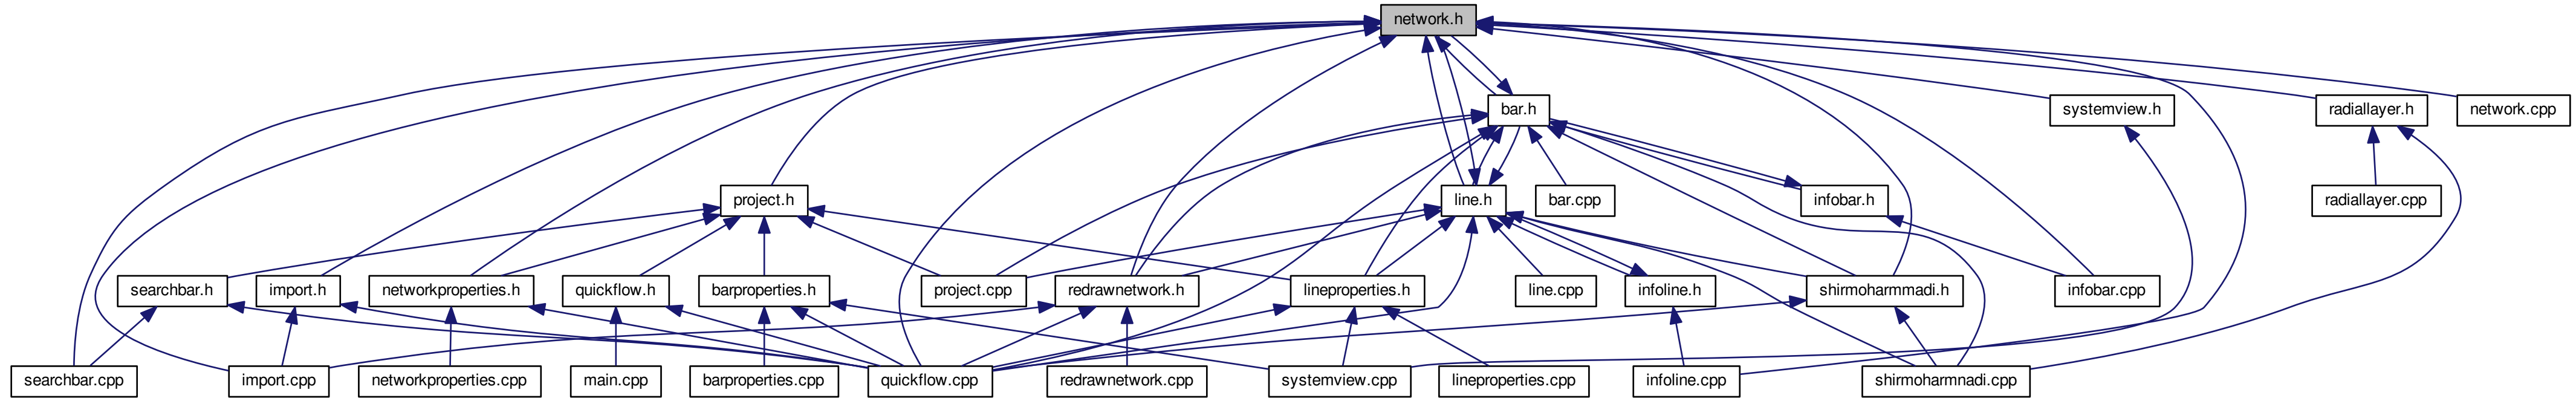 network.h
bar.h
systemview.h
radiallayer.h
network.cpp
project.h
line.h
bar.cpp
infobar.h
radiallayer.cpp
searchbar.h
import.h
networkproperties.h
quickflow.h
barproperties.h
project.cpp
redrawnetwork.h
lineproperties.h
line.cpp
infoline.h
shirmoharmmadi.h
infobar.cpp
searchbar.cpp
import.cpp
networkproperties.cpp
main.cpp
barproperties.cpp
quickflow.cpp
redrawnetwork.cpp
systemview.cpp
lineproperties.cpp
infoline.cpp
shirmoharmnadi.cpp